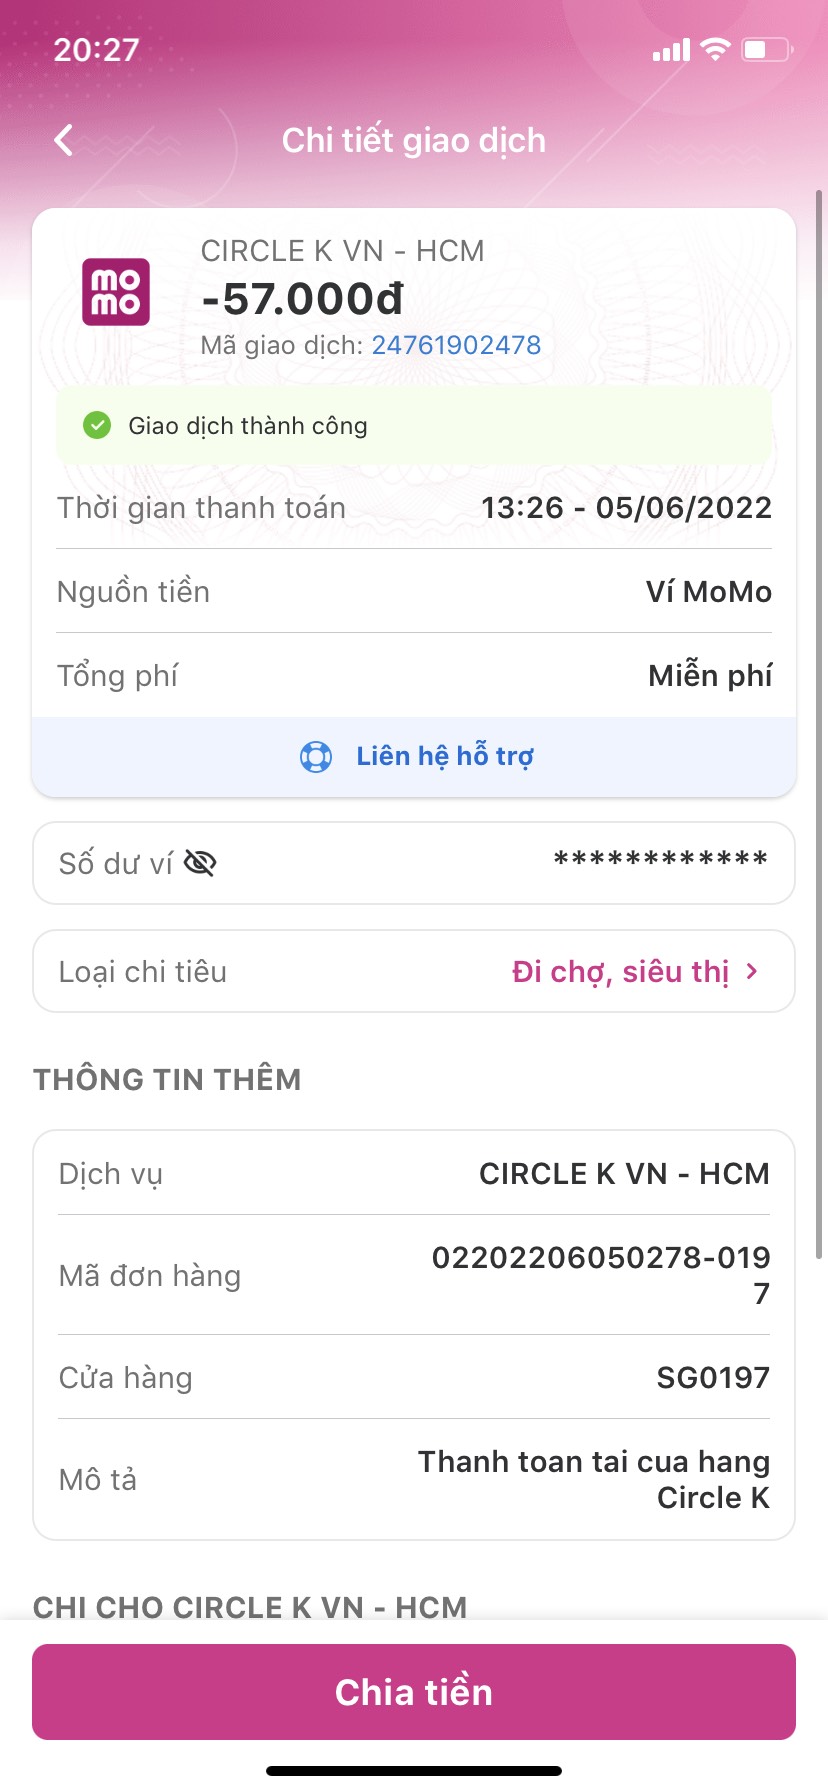 20:27
Chi tiết giao dịch
CIRCLE K VN - HCM
momo
-57.000đ
Mã giao dịch: 24761902478
Giao dịch thành công
Thời gian thanh toán 13:26 - 05/06/2022
Nguồn tiền Ví MoMo
Tổng phí Miễn phí
Liên hệ hỗ trợ
Số dư ví ************
Loại chi tiêu Đi chợ, siêu thị >
THÔNG TIN THÊM
Dịch vụ CIRCLE K VN - HCM
Mã đơn hàng 02202206050278-019
7
Cửa hàng SG0197
Mô tả Thanh toan tai cua hang
Circle K
CHI CHO CIRCLE K VN - HCM
Chia tiền